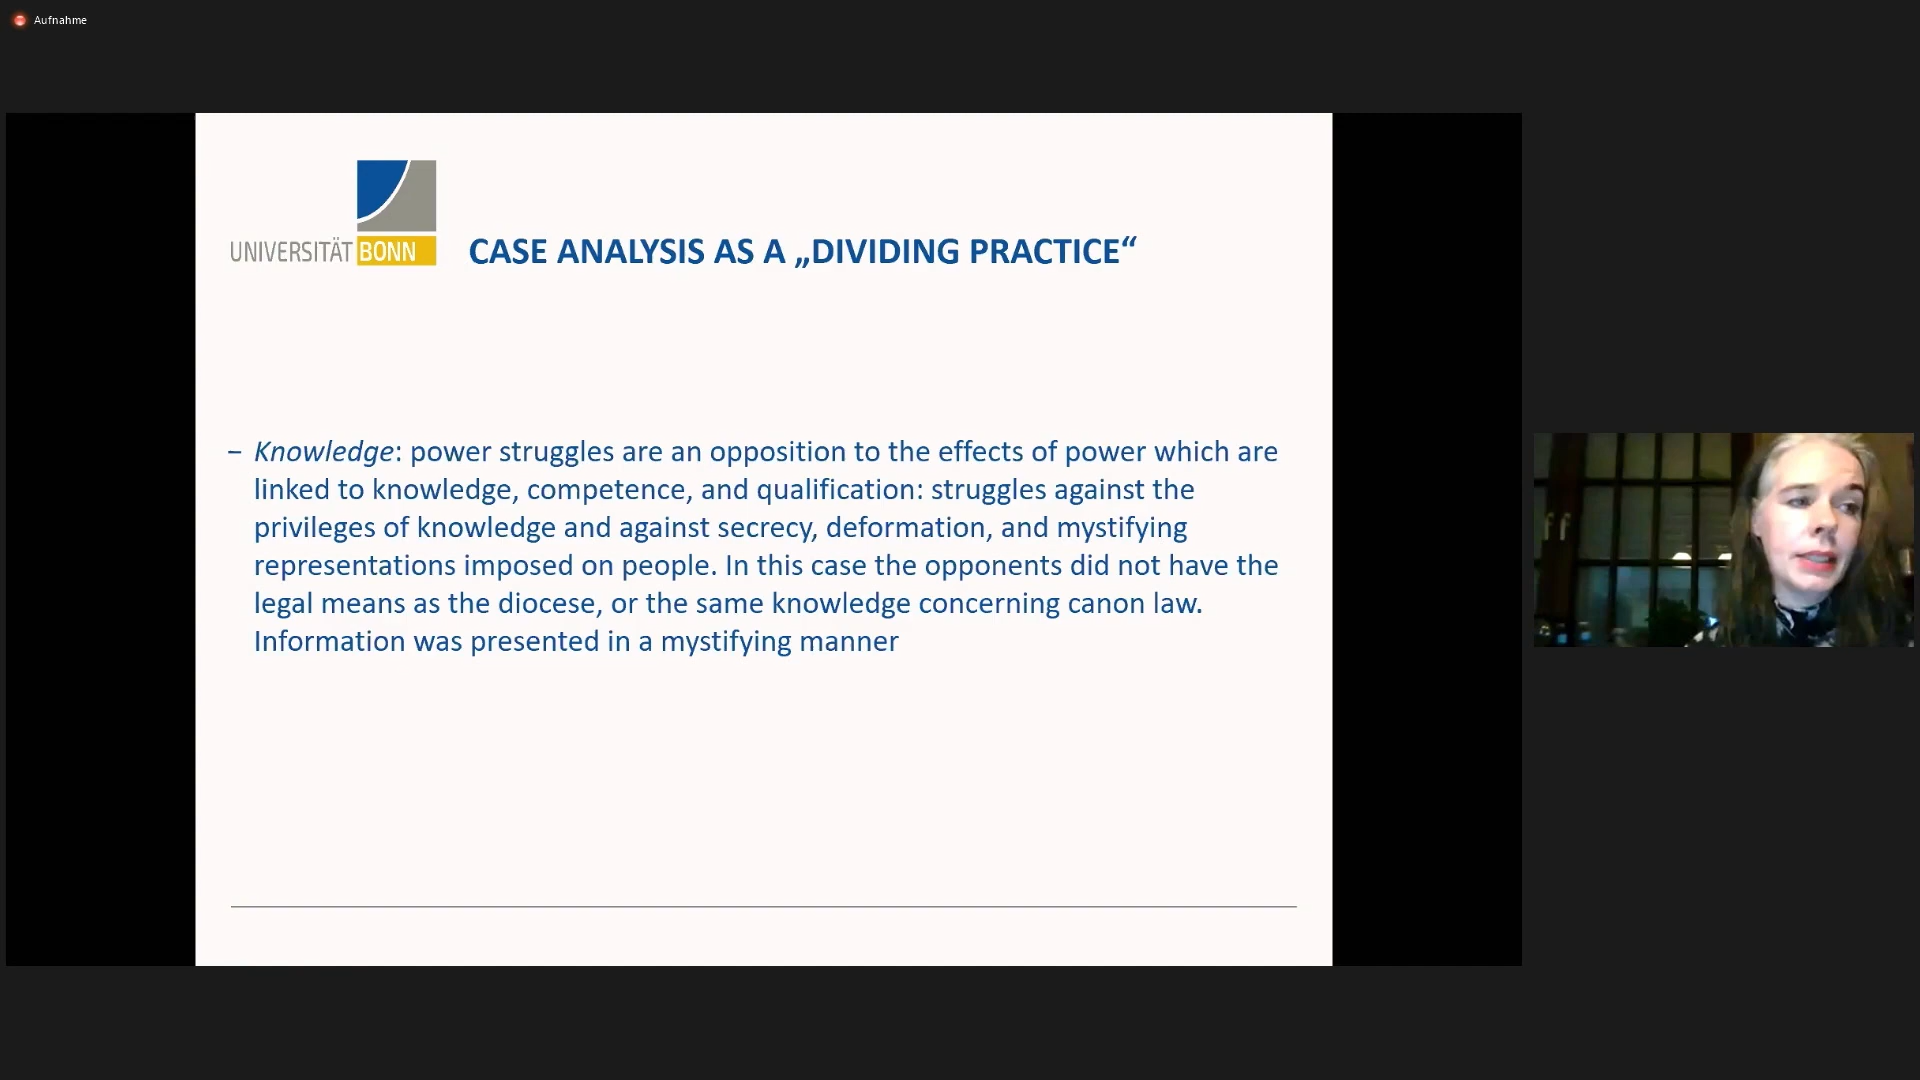 Aufnahme
UNIVERSITÄT BONN
CASE ANALYSIS AS A „DIVIDING PRACTICE“
– Knowledge: power struggles are an opposition to the effects of power which are
linked to knowledge, competence, and qualification: struggles against the
privileges of knowledge and against secrecy, deformation, and mystifying
representations imposed on people. In this case the opponents did not have the
legal means as the diocese, or the same knowledge concerning canon law.
Information was presented in a mystifying manner